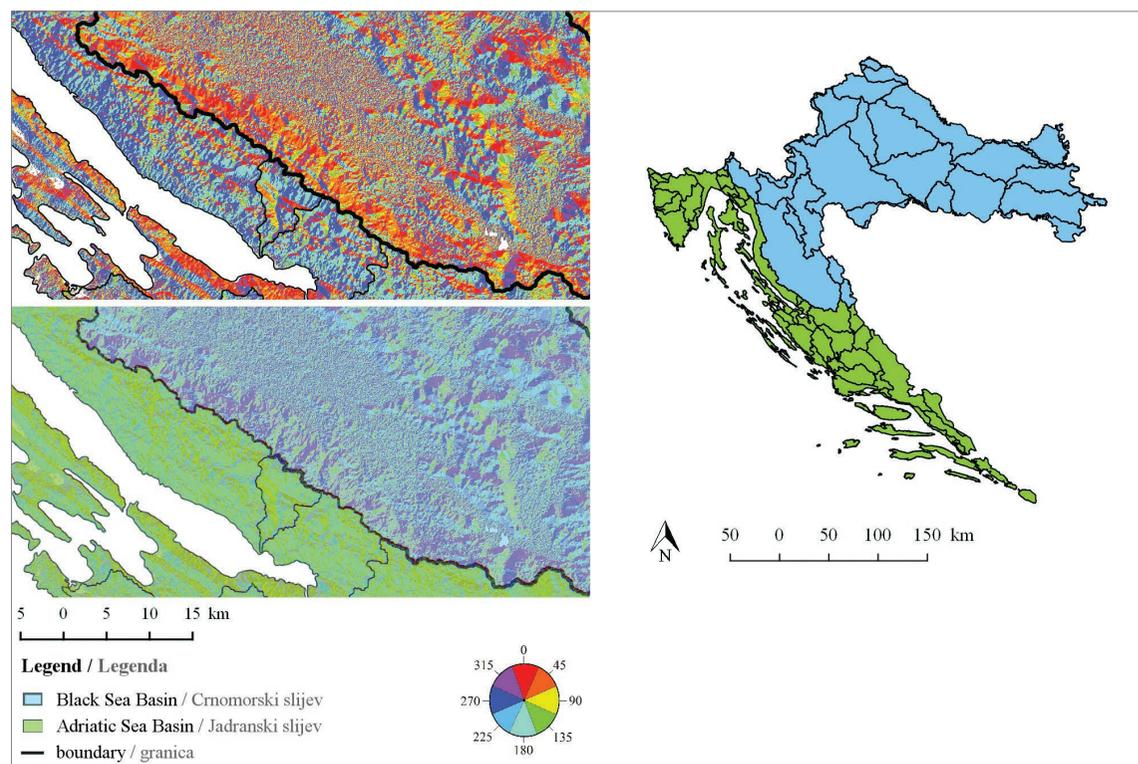 N
50 0 50 100 150 km
5 0 5 10 15 km
Legend / Legenda
Black Sea Basin / Crnomorski slijev
Adriatic Sea Basin / Jadranski slijev
boundary / granica
0
315 45
270 90
225 135
180